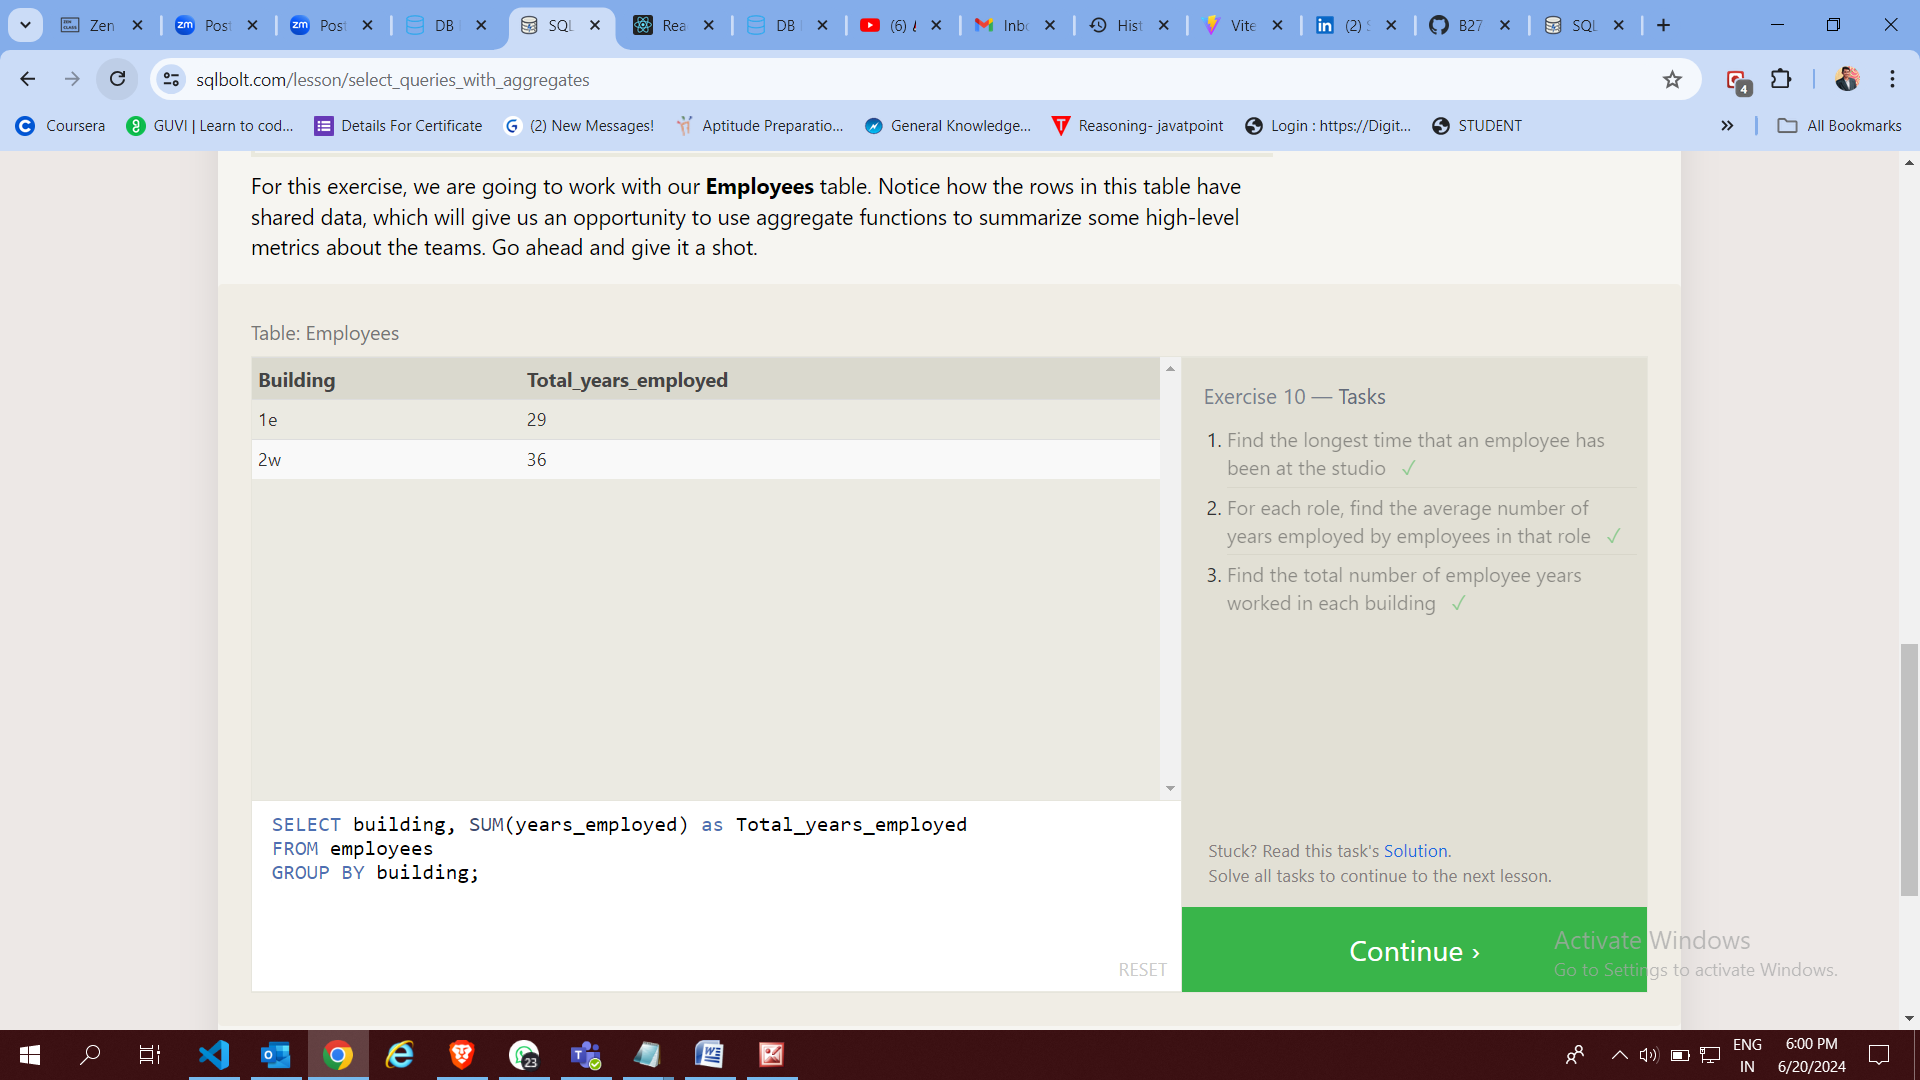 Zen
Post
Post
DB
SQL
Rea
DB
(6)
Inbo
Hist
Vite
(2) S
B27
SQL
sqlbolt.com/lesson/select_queries_with_aggregates
4
Coursera
GUVI | Learn to cod...
Details For Certificate
(2) New Messages!
Aptitude Preparatio...
General Knowledge...
Reasoning- javatpoint
Login : https://Digit...
STUDENT
All Bookmarks
For this exercise, we are going to work with our Employees table. Notice how the rows in this table have
shared data, which will give us an opportunity to use aggregate functions to summarize some high-level
metrics about the teams. Go ahead and give it a shot.
Table: Employees
Building Total_years_employed
1e 29
2w 36
Exercise 10 — Tasks
1. Find the longest time that an employee has
been at the studio ✓
2. For each role, find the average number of
years employed by employees in that role ✓
3. Find the total number of employee years
worked in each building ✓
SELECT building, SUM(years_employed) as Total_years_employed
FROM employees
GROUP BY building;
RESET
Stuck? Read this task's Solution.
Solve all tasks to continue to the next lesson.
Continue ›
Activate Windows
Go to Settings to activate Windows.
23
ENG
IN
6:00 PM
6/20/2024